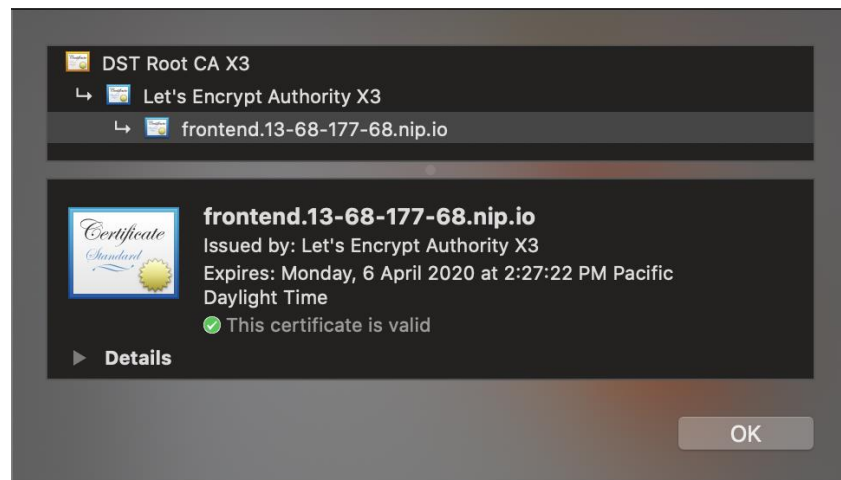 DST Root CA X3
Let's Encrypt Authority X3
frontend.13-68-177-68.nip.io
Certificate
Standard
frontend.13-68-177-68.nip.io
Issued by: Let's Encrypt Authority X3
Expires: Monday, 6 April 2020 at 2:27:22 PM Pacific
Daylight Time
This certificate is valid
Details
OK